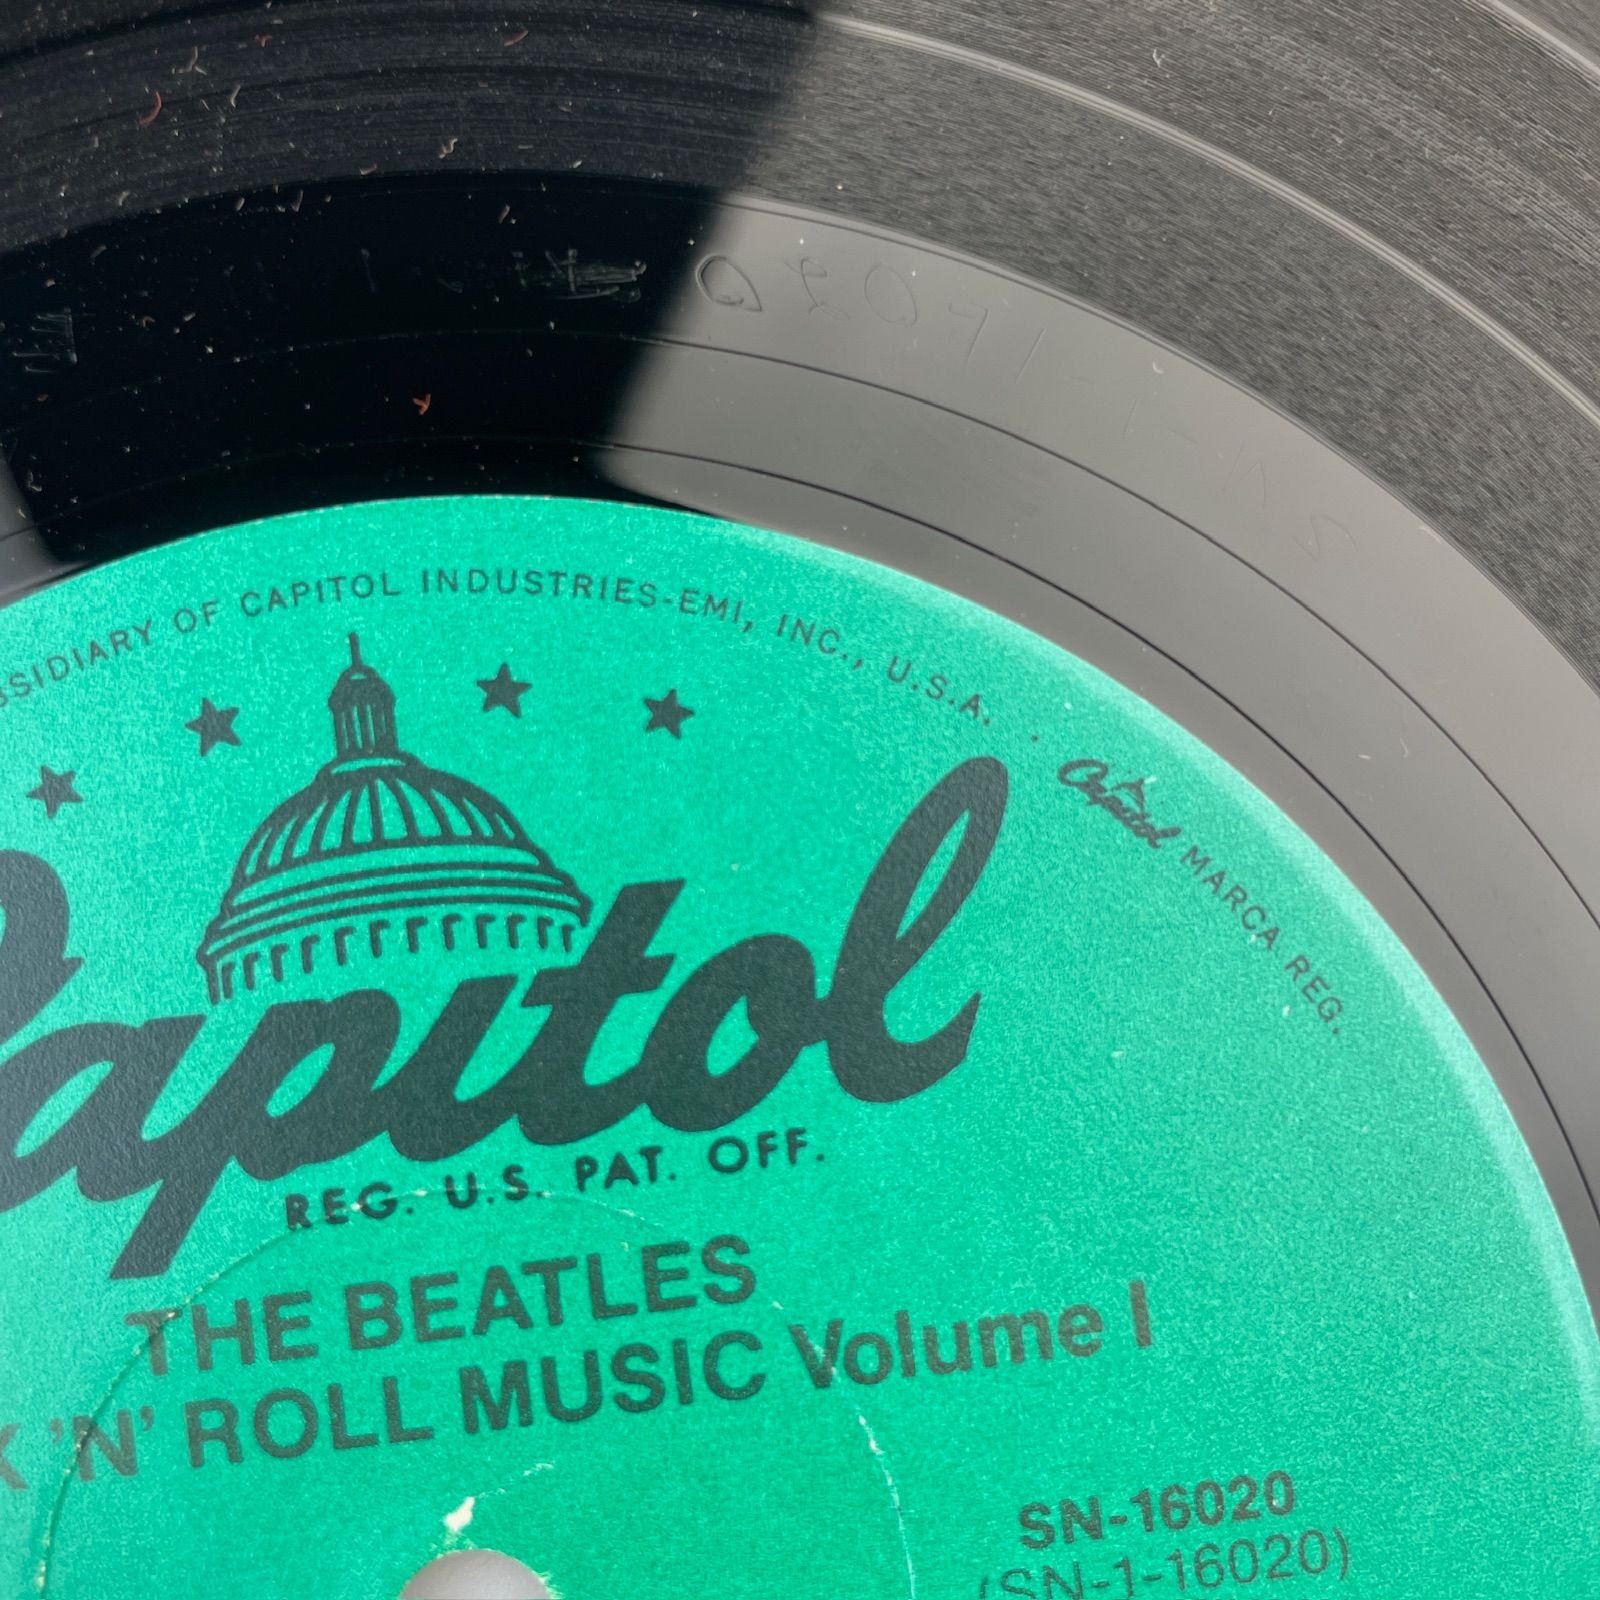 SIDIARY OF CAPITOL INDUSTRIES-EMI, INC., U.S.A. . Capitol MARCA REG.
Capitol
REG. U.S. PAT. OFF.
THE BEATLES
K 'N' ROLL MUSIC Volume I
SN-16020
(SN-1-16020)